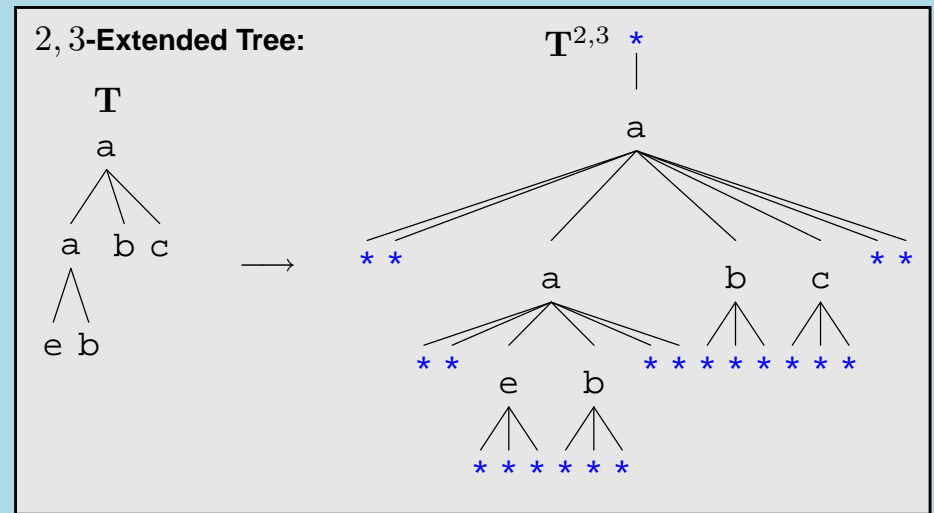 2, 3-Extended Tree:
T^{2,3} *
T
a
a
a b c
* * * *
⟶
a b c
e b
* * * * * * * * * *
e b
* * * * * *